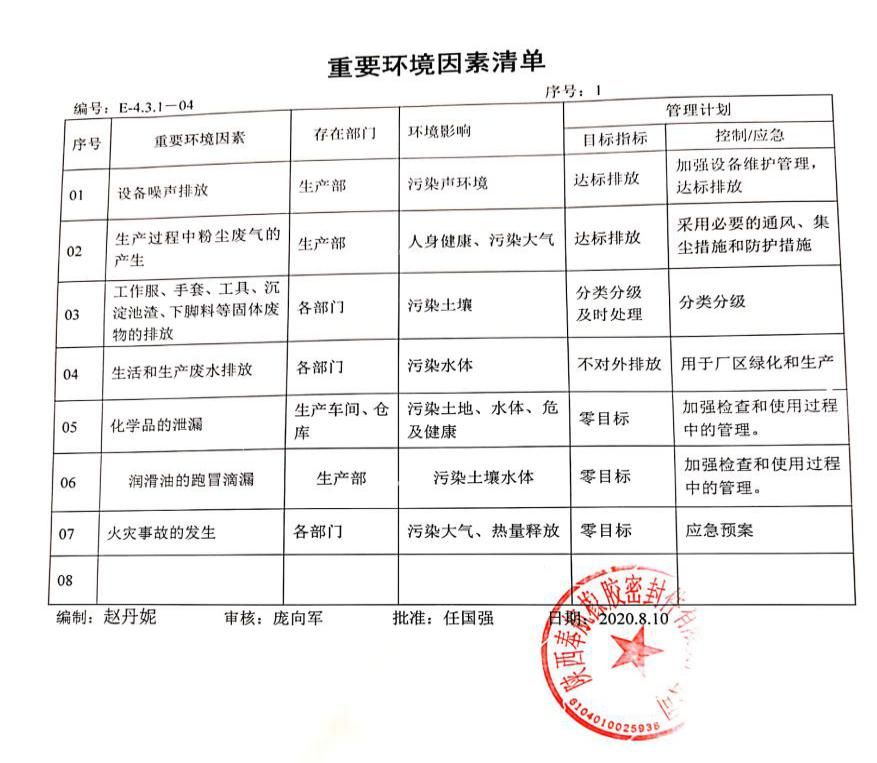 重要环境因素清单
编号：E-4.3.1－04
序号：1
序号 重要环境因素 存在部门 环境影响 管理计划
目标指标 控制/应急
01 设备噪声排放 生产部 污染声环境 达标排放 加强设备维护管理，
达标排放
02 生产过程中粉尘废气的 生产部 人身健康、污染大气 达标排放 采用必要的通风、集
产生 尘措施和防护措施
03 工作服、手套、工具、沉 各部门 污染土壤 分类分级 分类分级
淀池渣、下脚料等固体废 及时处理
物的排放
04 生活和生产废水排放 各部门 污染水体 不对外排放 用于厂区绿化和生产
05 化学品的泄漏 生产车间、仓 污染土地、水体、危 零目标 加强检查和使用过程
库 及健康 中的管理。
06 润滑油的跑冒滴漏 生产部 污染土壤水体 零目标 加强检查和使用过程
中的管理。
07 火灾事故的发生 各部门 污染大气、热量释放 零目标 应急预案
08
编制：赵丹妮 审核：庞向军 批准：任国强 日期：2020.8.10
陕西奉航橡胶密封件有 公司
6104010025936